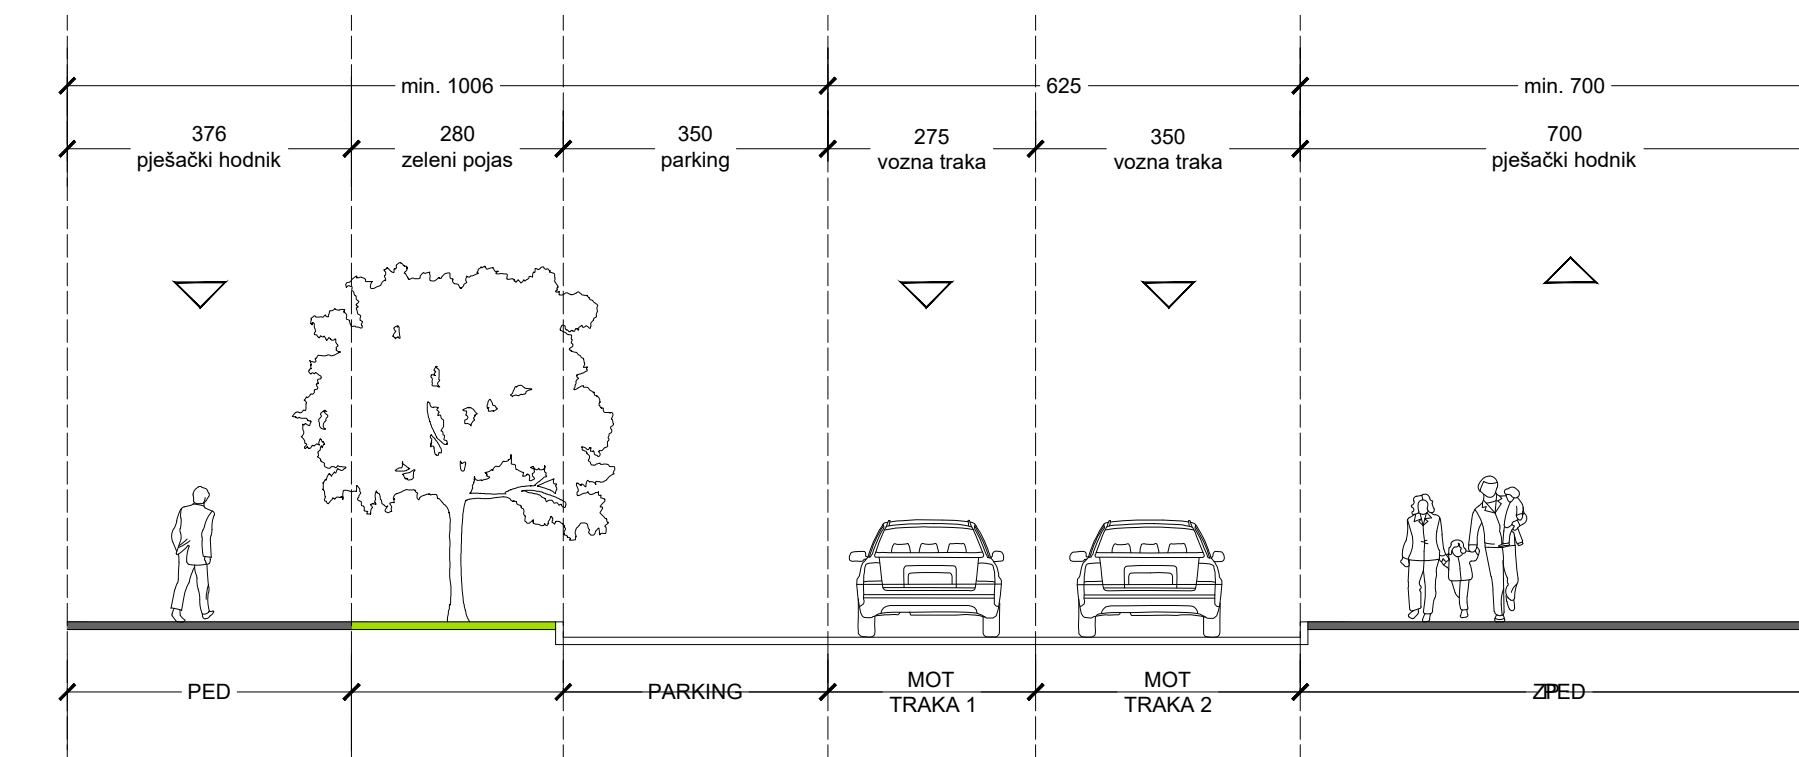 min. 1006
625
min. 700
376
pješački hodnik
280
zeleni pojas
350
parking
275
vozna traka
350
vozna traka
700
pješački hodnik
PED
PARKING
MOT
TRAKA 1
MOT
TRAKA 2